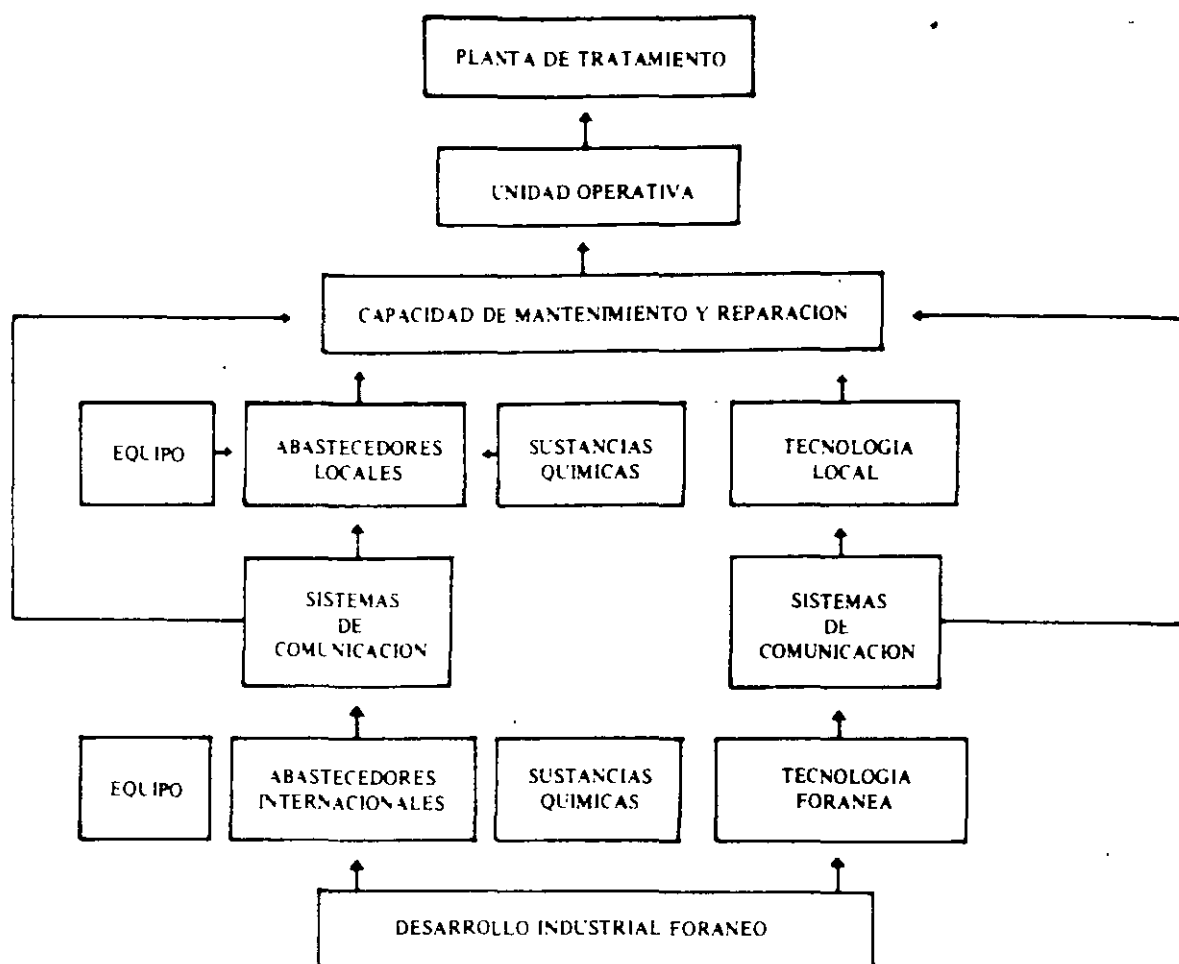 PLANTA DE TRATAMIENTO
UNIDAD OPERATIVA
CAPACIDAD DE MANTENIMIENTO Y REPARACION
EQUIPO
ABASTECEDORES
LOCALES
SUSTANCIAS
QUIMICAS
TECNOLOGIA
LOCAL
SISTEMAS
DE
COMUNICACION
SISTEMAS
DE
COMUNICACION
EQUIPO
ABASTECEDORES
INTERNACIONALES
SUSTANCIAS
QUIMICAS
TECNOLOGIA
FORANEA
DESARROLLO INDUSTRIAL FORANEO